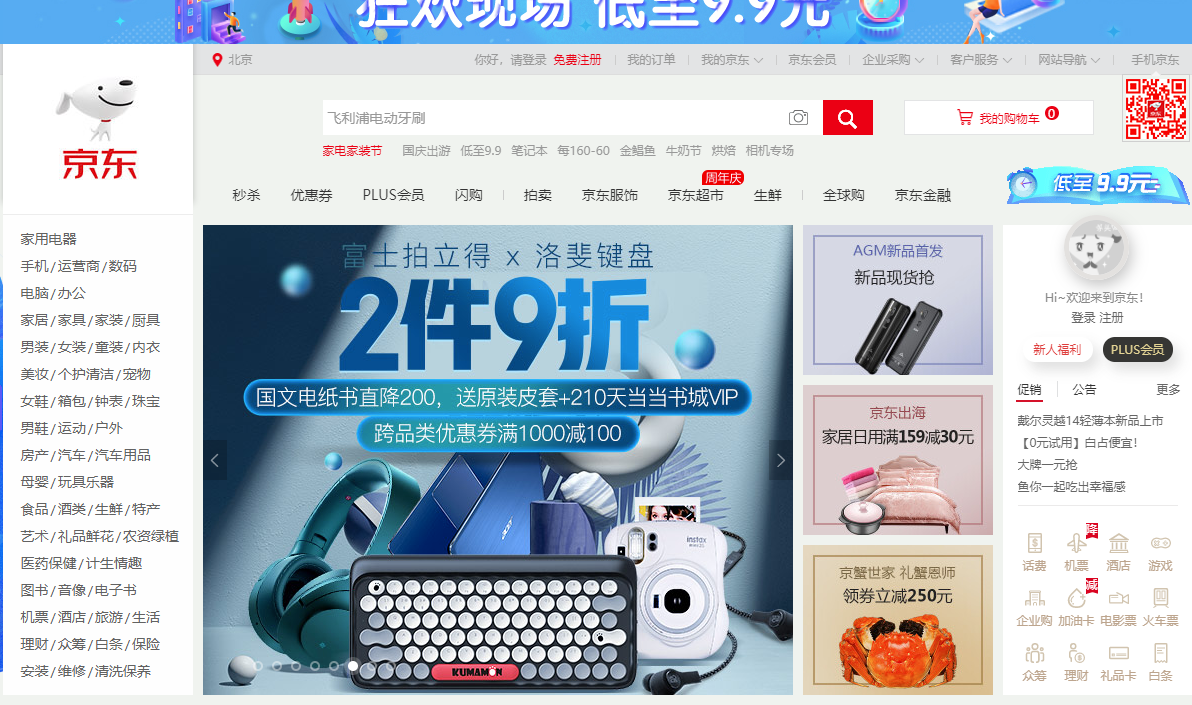 狂欢现场 低至9.9元
北京
你好，请登录 免费注册
我的订单
我的京东
京东会员
企业采购
客户服务
网站导航
手机京东
京东
飞利浦电动牙刷
我的购物车 0
家电家装节 国庆出游 低至9.9 笔记本 每160-60 金鲳鱼 牛奶节 烘焙 相机专场
周年庆
秒杀 优惠券 PLUS会员 闪购 拍卖 京东服饰 京东超市 生鲜 全球购 京东金融
低至9.9元
家用电器
手机/运营商/数码
电脑/办公
家居/家具/家装/厨具
男装/女装/童装/内衣
美妆/个护清洁/宠物
女鞋/箱包/钟表/珠宝
男鞋/运动/户外
房产/汽车/汽车用品
母婴/玩具乐器
食品/酒类/生鲜/特产
艺术/礼品鲜花/农资绿植
医药保健/计生情趣
图书/音像/电子书
机票/酒店/旅游/生活
理财/众筹/白条/保险
安装/维修/清洗保养
富士拍立得 x 洛斐键盘
2件9折
国文电纸书直降200，送原装皮套+210天当当书城VIP
跨品类优惠券满1000减100
acer
instax
KUMAMON
AGM新品首发
新品现货抢
京东出海
家居日用满159减30元
京蟹世家 礼蟹恩师
领券立减250元
Hi~欢迎来到京东！
登录 注册
新人福利 PLUS会员
促销 公告 更多
戴尔灵越14轻薄本新品上市
【0元试用】白占便宜！
大牌一元抢
鱼你一起吃出幸福感
降
话费 机票 酒店 游戏
减
企业购 加油卡 电影票 火车票
众筹 理财 礼品卡 白条